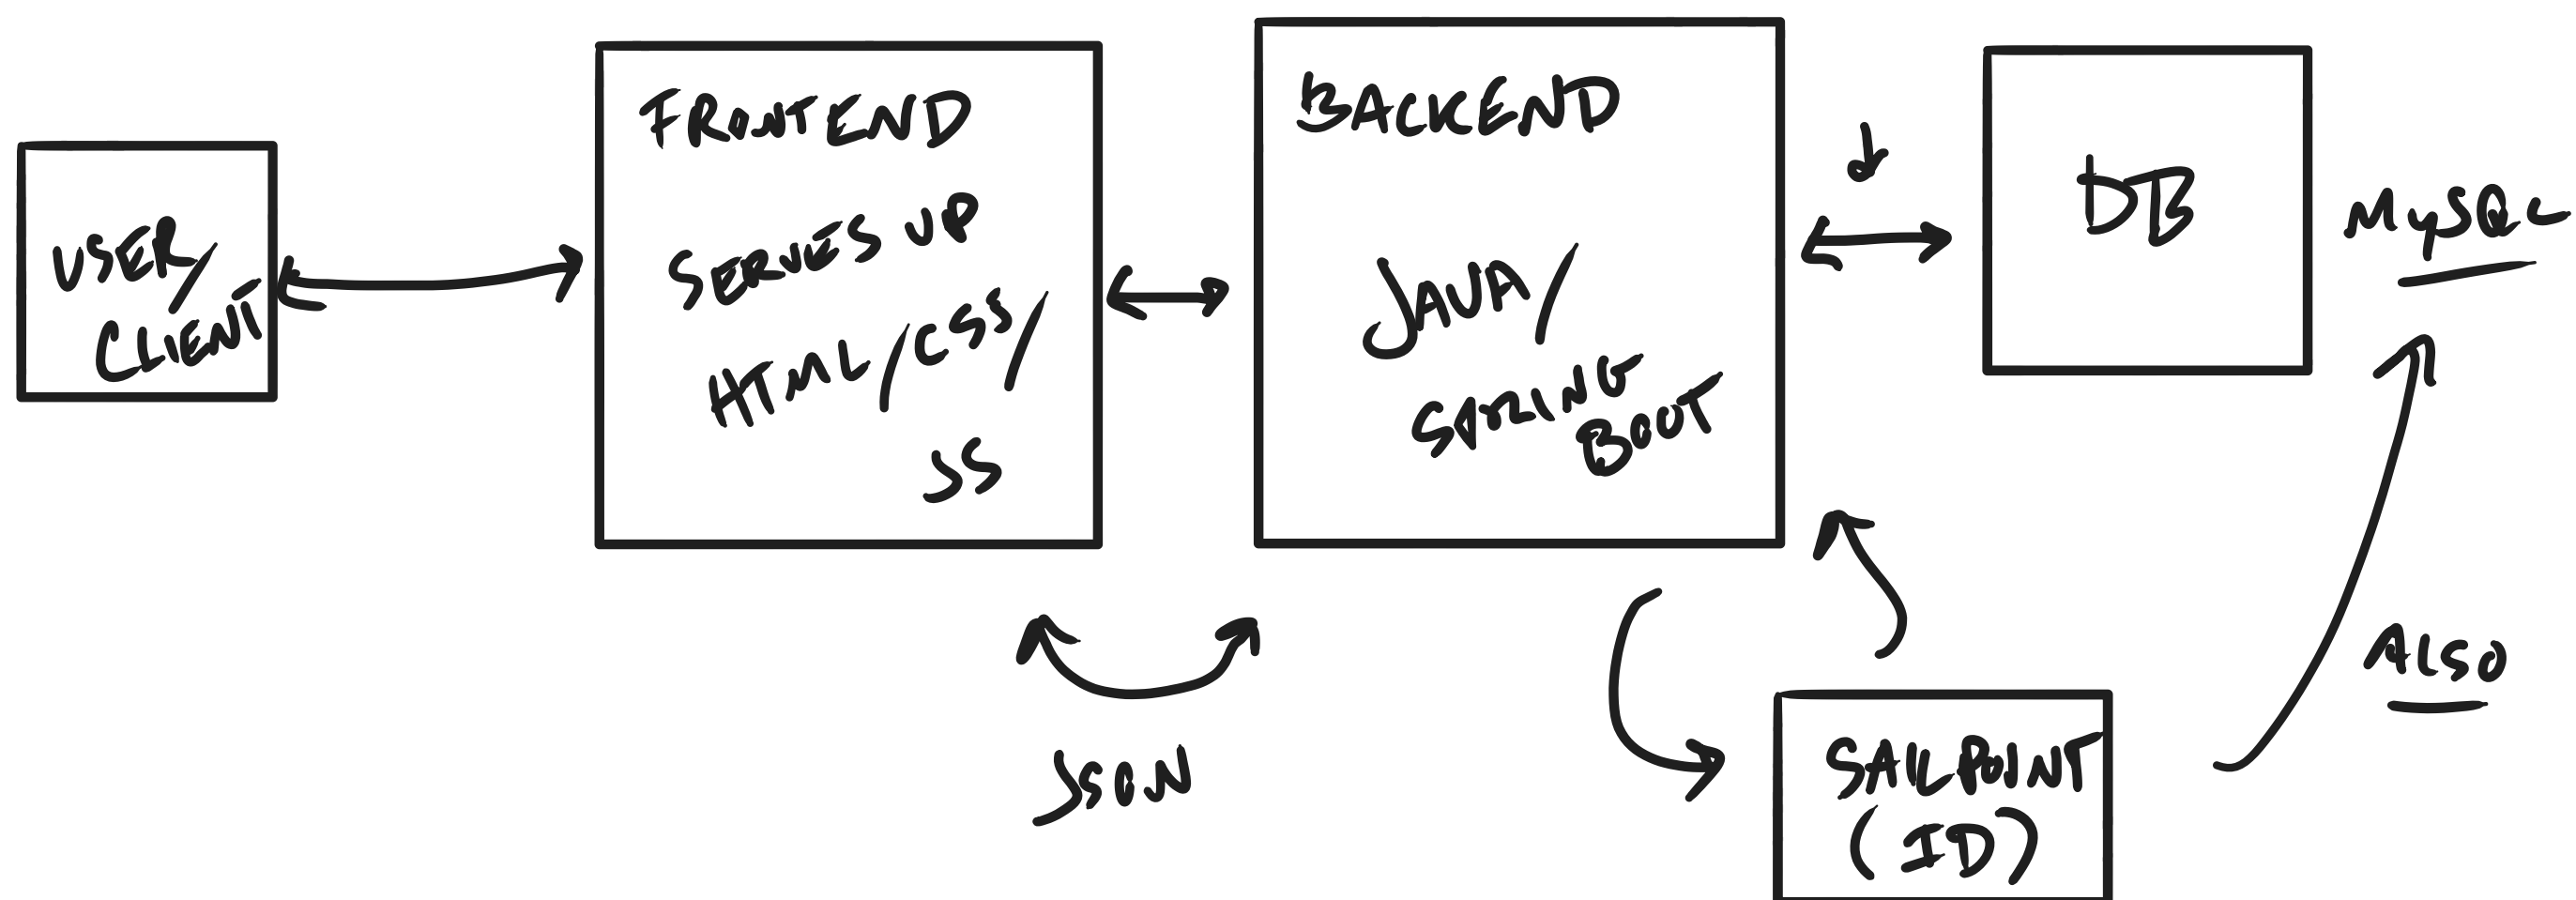 USER/
CLIENT
FRONTEND
SERVES UP
HTML/CSS/
JS
BACKEND
JAVA/
SPRING
BOOT
d
DB
MySQL
JSON
SAILPOINT
(ID)
ALSO